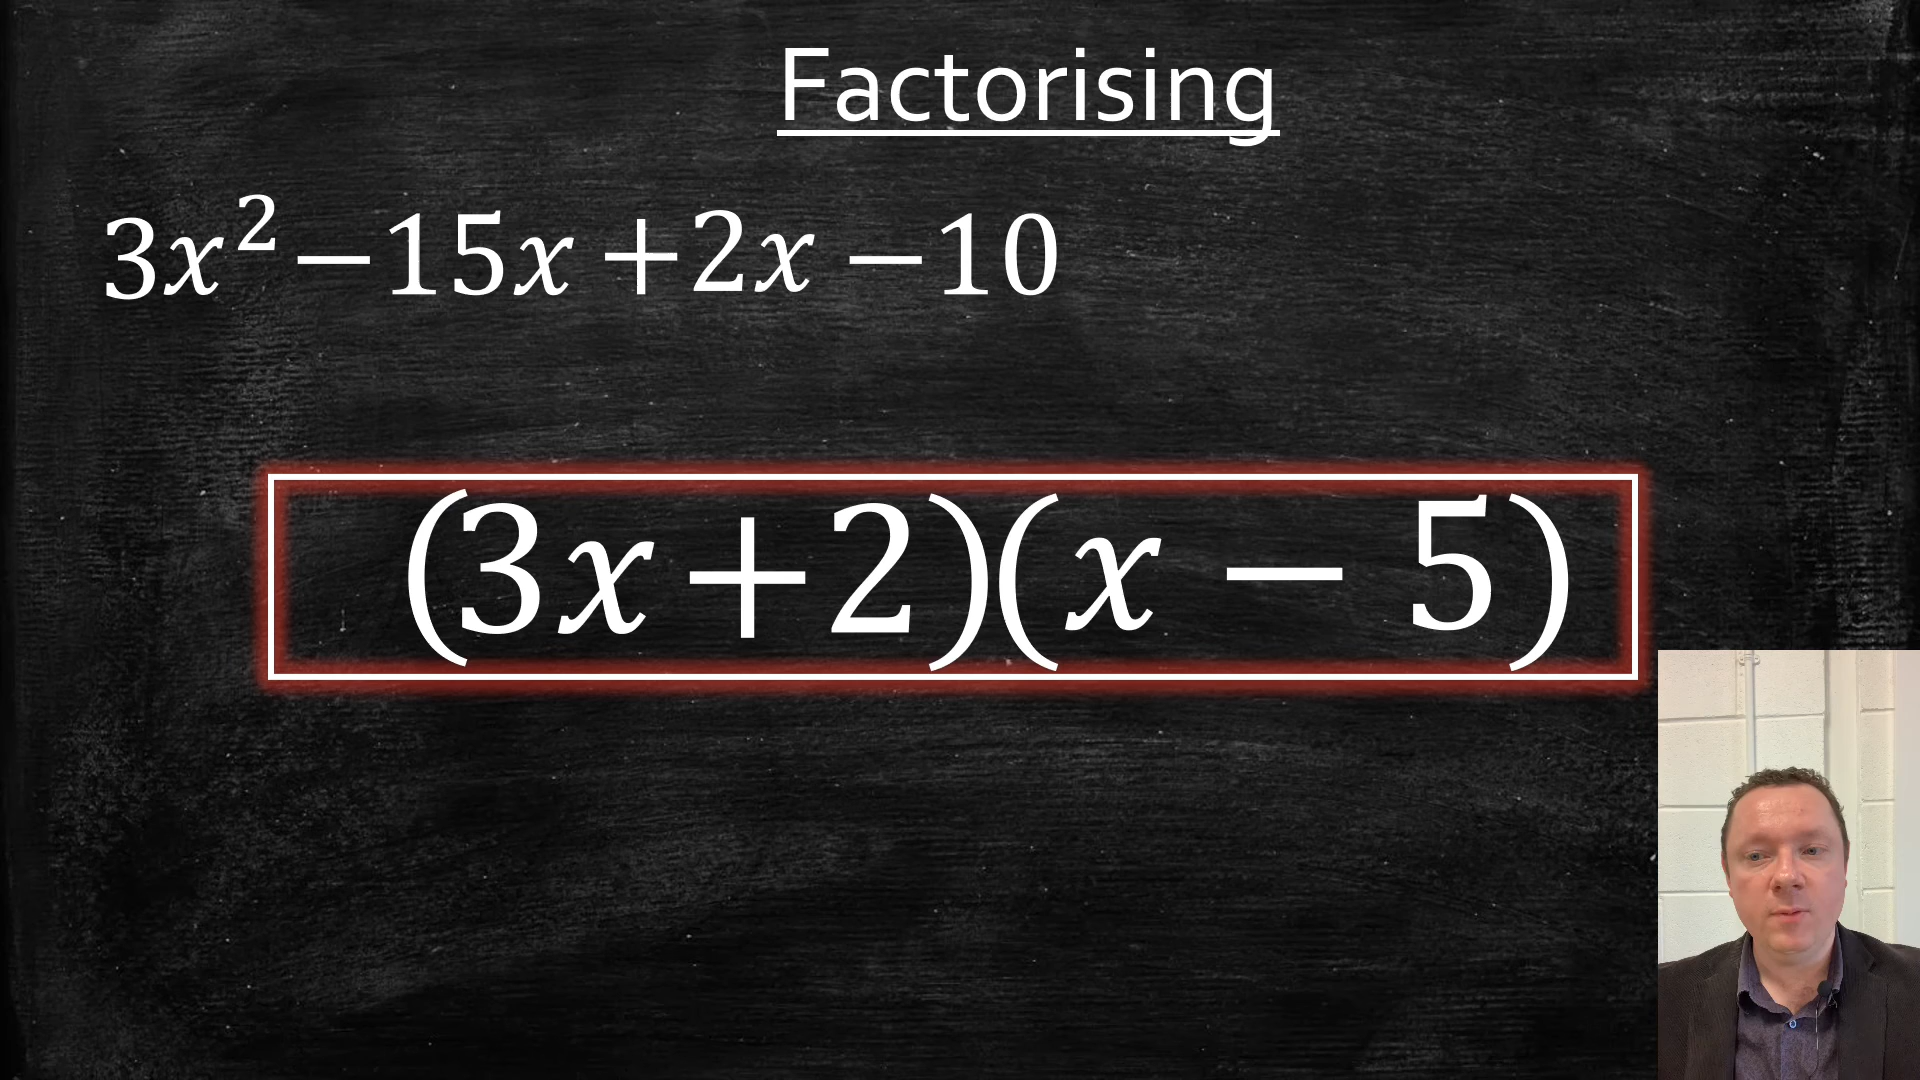 Factorising
3x² −15x +2x −10
(3x+2)(x − 5)